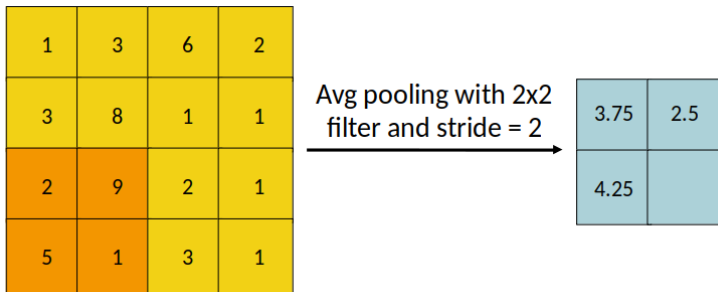 1 3 6 2
3 8 1 1
2 9 2 1
5 1 3 1
Avg pooling with 2x2
filter and stride = 2
3.75 2.5
4.25